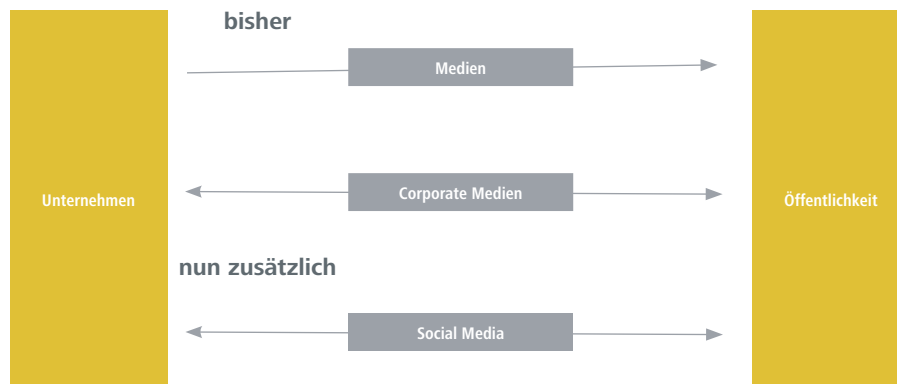 bisher
Medien
Unternehmen
Corporate Medien
Öffentlichkeit
nun zusätzlich
Social Media